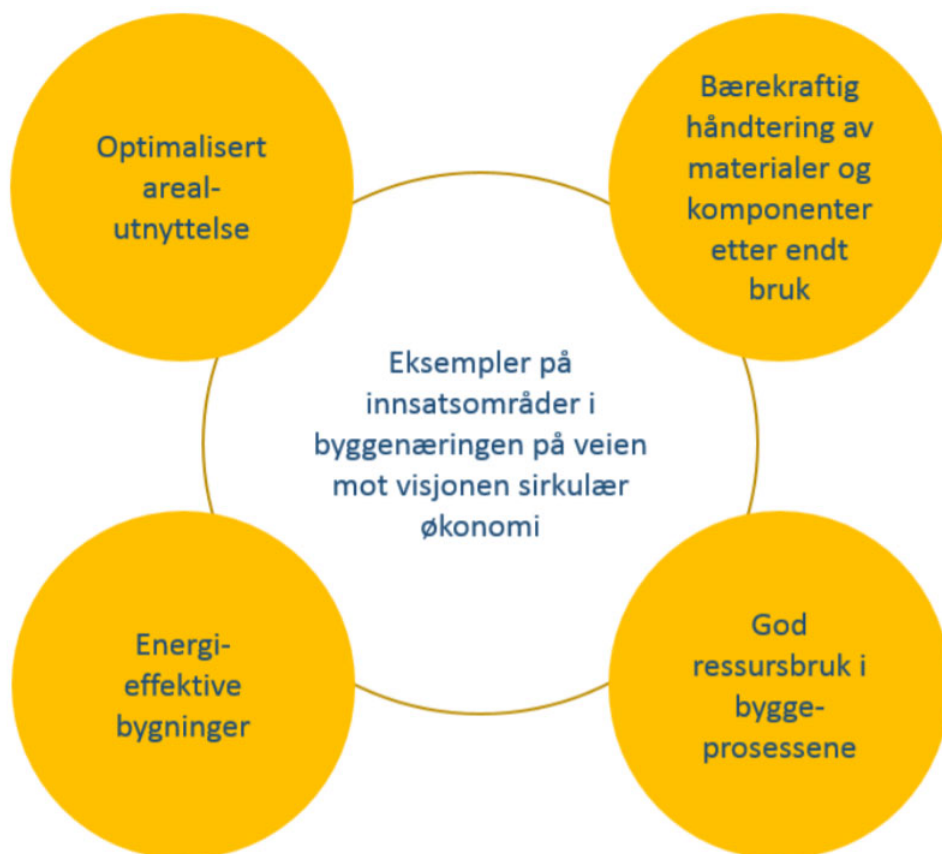 Optimalisert
areal-
utnyttelse
Bærekraftig
håndtering av
materialer og
komponenter
etter endt
bruk
Eksempler på
innsatsområder i
byggenæringen på veien
mot visjonen sirkulær
økonomi
Energi-
effektive
bygninger
God
ressursbruk i
bygge-
prosessene